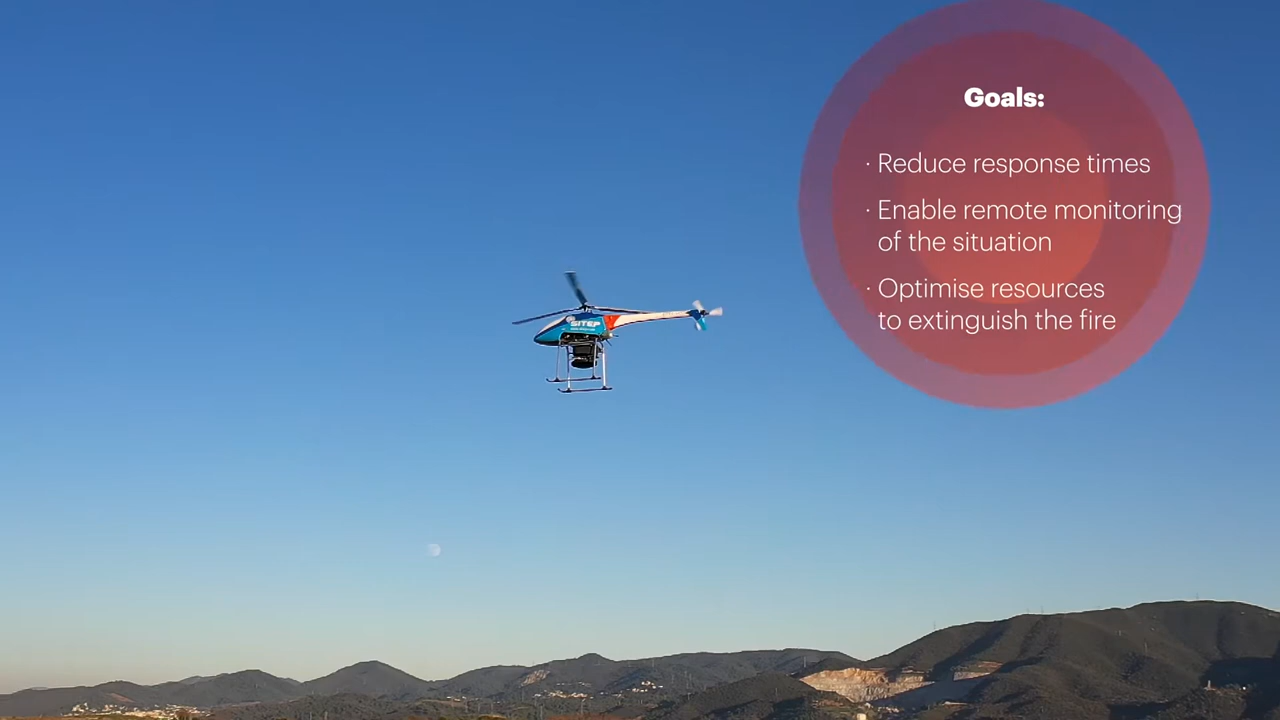 Goals:
· Reduce response times
· Enable remote monitoring
of the situation
· Optimise resources
to extinguish the fire
SITEP